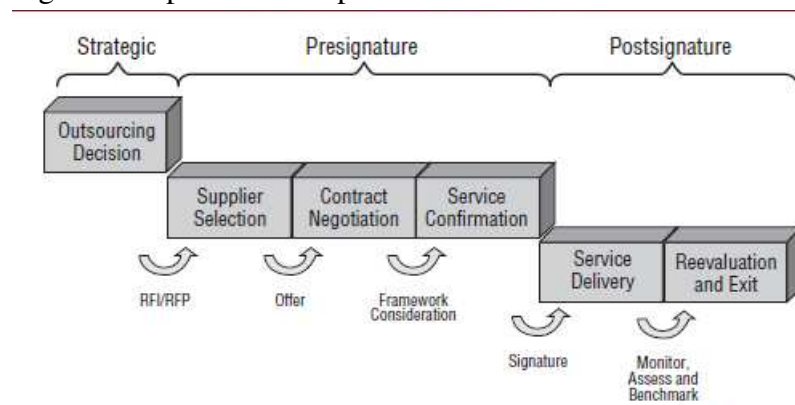 Strategic
Presignature
Postsignature
Outsourcing
Decision
Supplier
Selection
Contract
Negotiation
Service
Confirmation
Service
Delivery
Reevaluation
and Exit
RFI/RFP
Offer
Framework
Consideration
Signature
Monitor,
Assess and
Benchmark